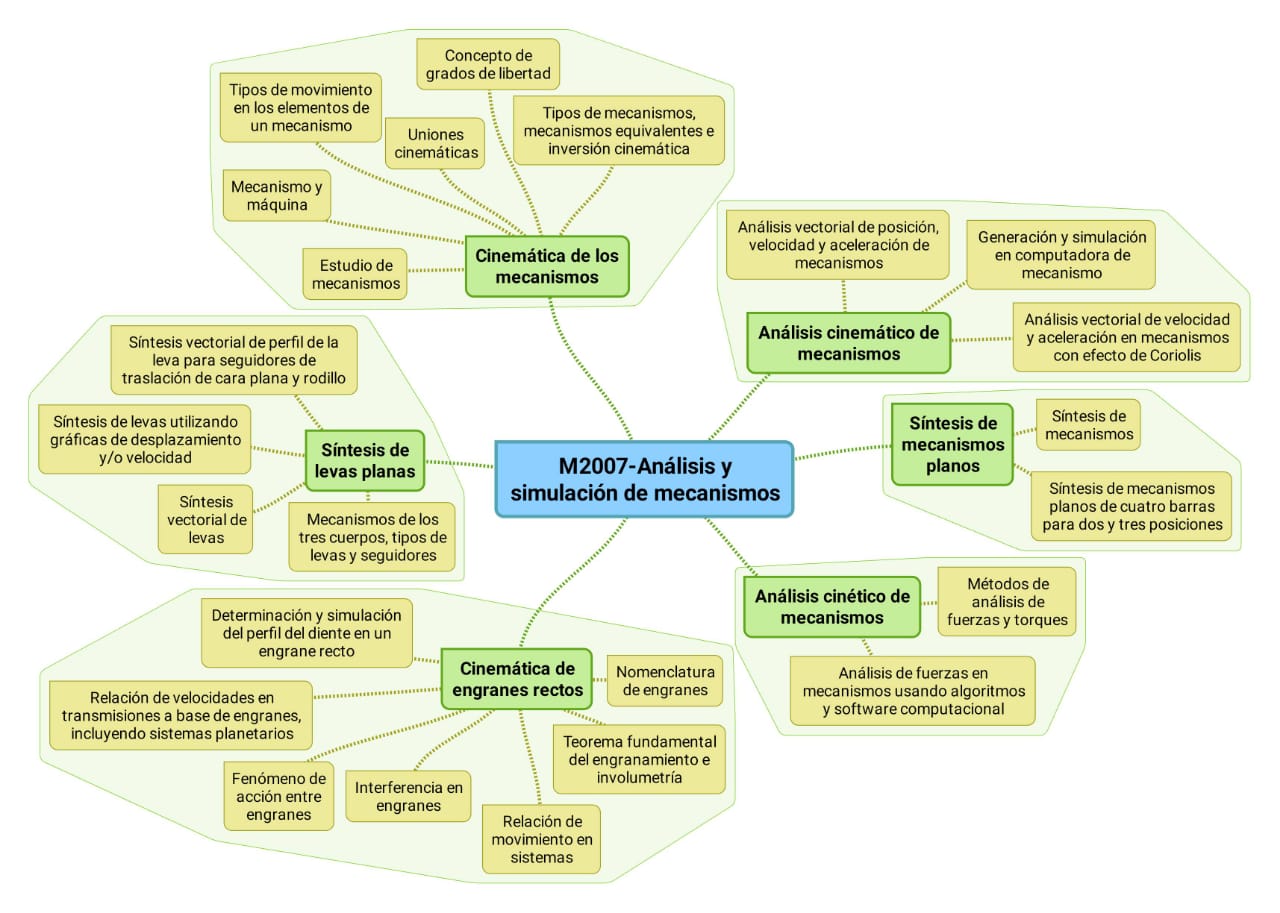 Concepto de
grados de libertad
Tipos de movimiento
en los elementos de
un mecanismo
Uniones
cinemáticas
Tipos de mecanismos,
mecanismos equivalentes e
inversión cinemática
Mecanismo y
máquina
Estudio de
mecanismos
Cinemática de los
mecanismos
Análisis vectorial de posición,
velocidad y aceleración de
mecanismos
Generación y simulación
en computadora de
mecanismo
Análisis cinemático de
mecanismos
Análisis vectorial de velocidad
y aceleración en mecanismos
con efecto de Coriolis
Síntesis vectorial de perfil de la
leva para seguidores de
traslación de cara plana y rodillo
Síntesis de levas utilizando
gráficas de desplazamiento
y/o velocidad
Síntesis de
levas planas
Síntesis
vectorial de
levas
Mecanismos de los
tres cuerpos, tipos de
levas y seguidores
M2007-Análisis y
simulación de mecanismos
Síntesis de
mecanismos
planos
Síntesis de
mecanismos
Síntesis de mecanismos
planos de cuatro barras
para dos y tres posiciones
Análisis cinético de
mecanismos
Métodos de
análisis de
fuerzas y torques
Análisis de fuerzas en
mecanismos usando algoritmos
y software computacional
Determinación y simulación
del perfil del diente en un
engrane recto
Cinemática de
engranes rectos
Nomenclatura
de engranes
Relación de velocidades en
transmisiones a base de engranes,
incluyendo sistemas planetarios
Teorema fundamental
del engranamiento e
involumetría
Fenómeno de
acción entre
engranes
Interferencia en
engranes
Relación de
movimiento en
sistemas